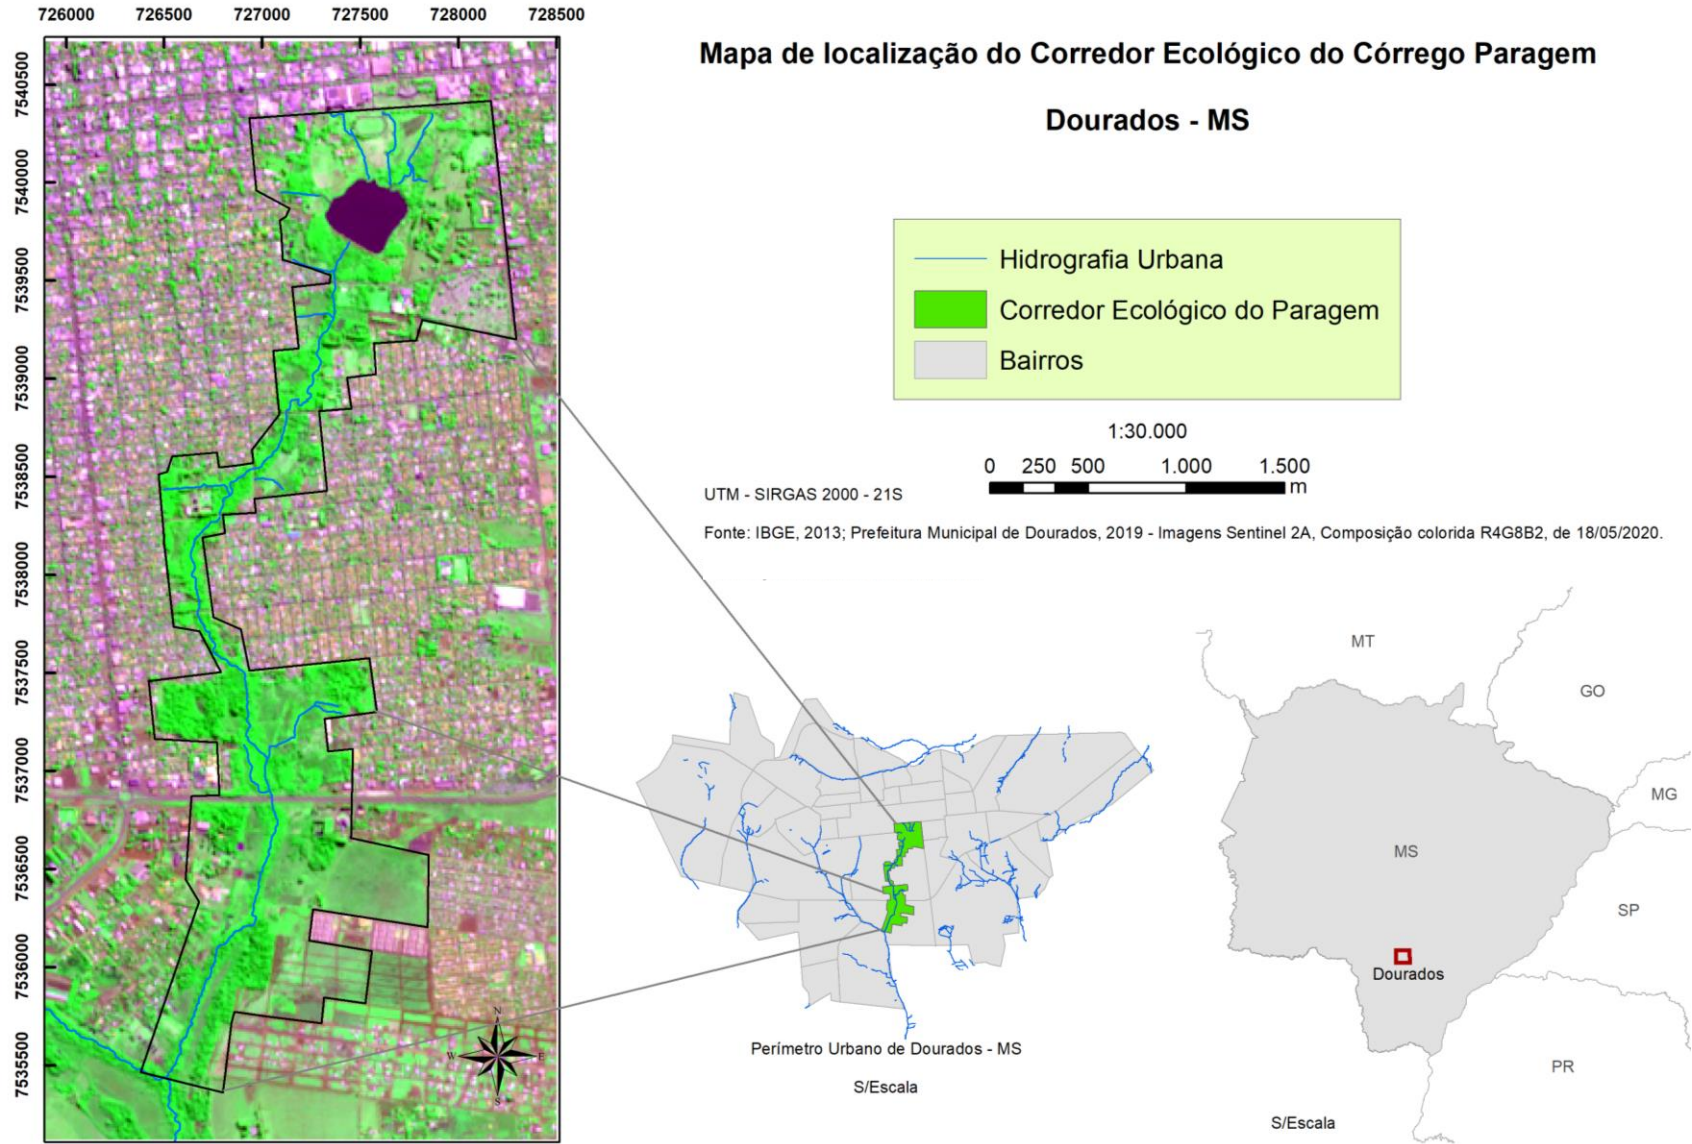 726000 726500 727000 727500 728000 728500
7540500
7540000
7539500
7539000
7538500
7538000
7537500
7537000
7536500
7536000
7535500
N
W
E
S
Mapa de localização do Corredor Ecológico do Córrego Paragem
Dourados - MS
Hidrografia Urbana
Corredor Ecológico do Paragem
Bairros
1:30.000
0 250 500 1.000 1.500
m
UTM - SIRGAS 2000 - 21S
Fonte: IBGE, 2013; Prefeitura Municipal de Dourados, 2019 - Imagens Sentinel 2A, Composição colorida R4G8B2, de 18/05/2020.
Perímetro Urbano de Dourados - MS
S/Escala
MT
GO
MG
MS
SP
Dourados
PR
S/Escala